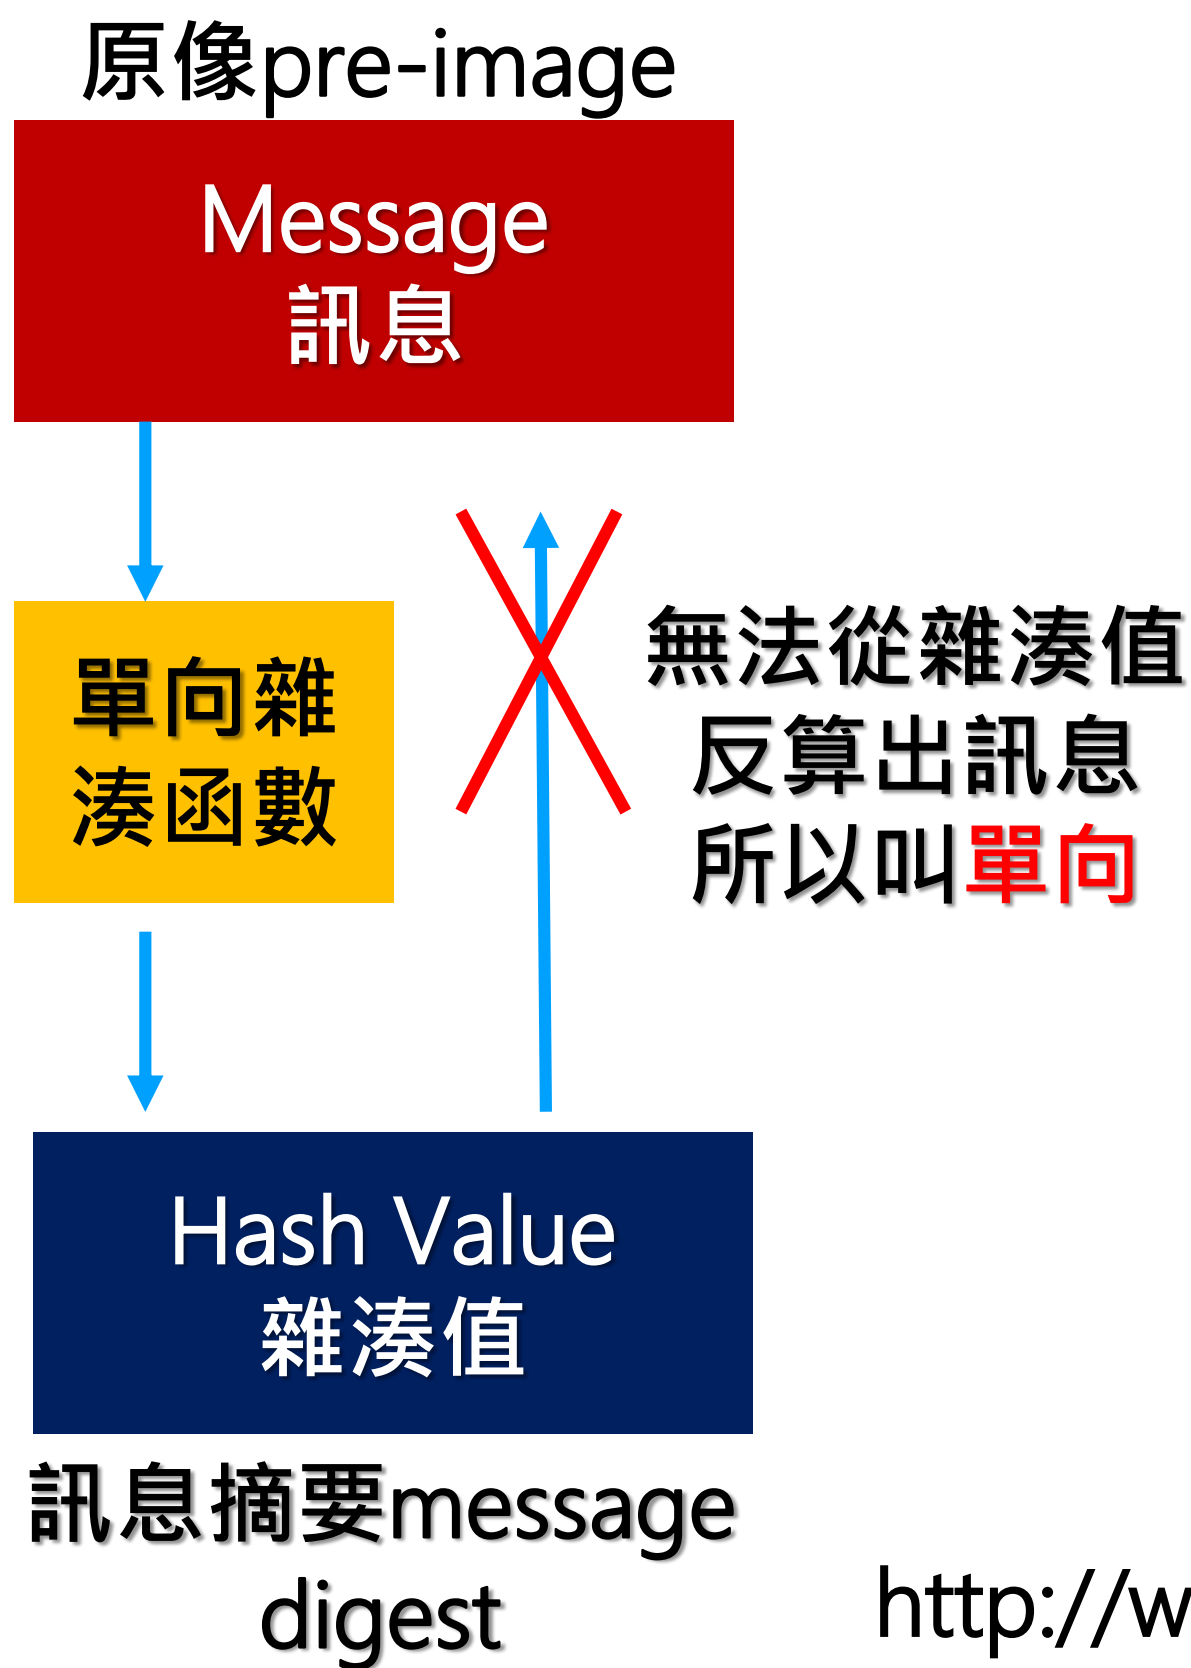 原像pre-image
Message
訊息
單向雜
湊函數
無法從雜湊值
反算出訊息
所以叫單向
Hash Value
雜湊值
訊息摘要message
digest
http://w